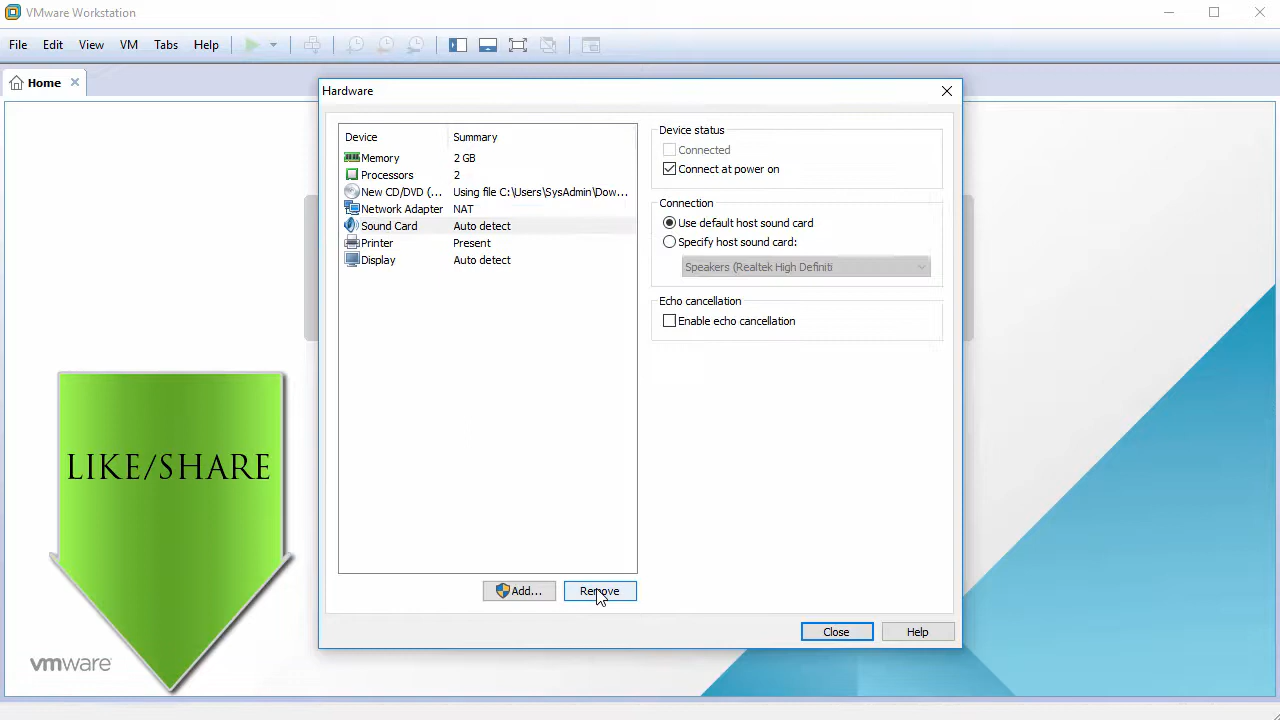 VMware Workstation
File Edit View VM Tabs Help
Home
Hardware
Device Summary
Memory 2 GB
Processors 2
New CD/DVD (... Using file C:\Users\SysAdmin\Dow...
Network Adapter NAT
Sound Card Auto detect
Printer Present
Display Auto detect
Add... Remove
Device status
Connected
Connect at power on
Connection
Use default host sound card
Specify host sound card:
Speakers (Realtek High Definiti
Echo cancellation
Enable echo cancellation
Close Help
LIKE/SHARE
vmware